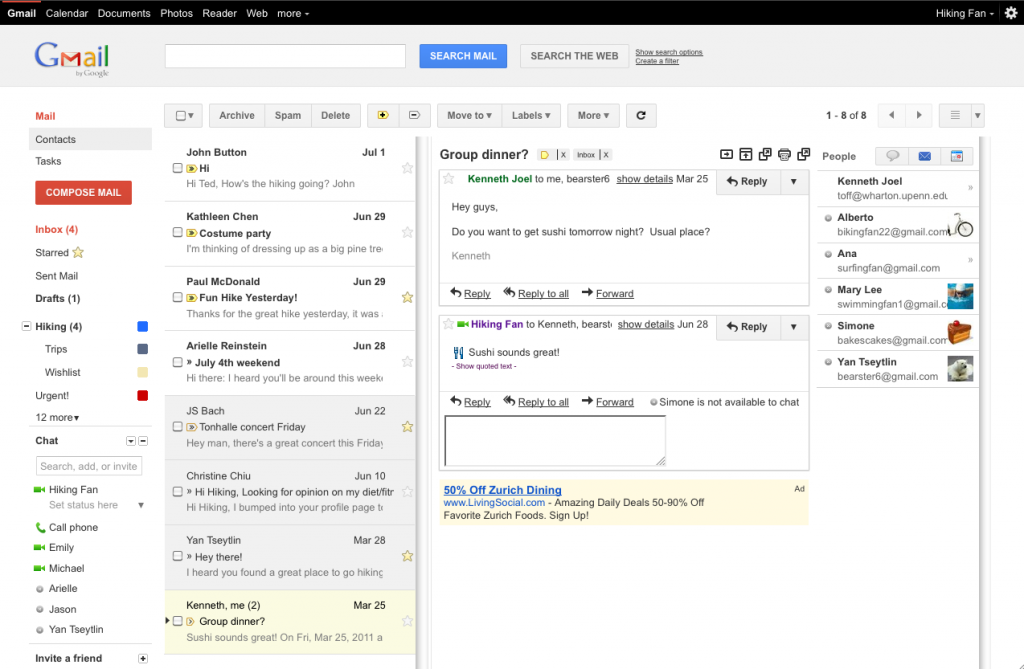 Gmail Calendar Documents Photos Reader Web more
Hiking Fan
Gmail
by Google
SEARCH MAIL
SEARCH THE WEB
Show search options
Create a filter
Mail
Contacts
Tasks
COMPOSE MAIL
Inbox (4)
Starred
Sent Mail
Drafts (1)
Hiking (4)
Trips
Wishlist
Urgent!
12 more
Chat
Search, add, or invite
Hiking Fan
Set status here
Call phone
Emily
Michael
Arielle
Jason
Yan Tseytlin
Invite a friend
Archive Spam Delete
Move to Labels More
1 - 8 of 8
John Button Jul 1
Hi
Hi Ted, How's the hiking going? John
Kathleen Chen Jun 29
Costume party
I'm thinking of dressing up as a big pine tre
Paul McDonald Jun 29
Fun Hike Yesterday!
Thanks for the great hike yesterday, it was
Arielle Reinstein Jun 28
» July 4th weekend
Hi there: I heard you'll be around this week
JS Bach Jun 22
Tonhalle concert Friday
Hey man, there's a great concert this Friday
Christine Chiu Jun 10
» Hi Hiking, Looking for opinion on my diet/fitr
Hi Hiking, I bumped into your profile page t
Yan Tseytlin Mar 28
» Hey there!
I heard you found a great place to go hiking
Kenneth, me (2) Mar 25
Group dinner?
Sushi sounds great! On Fri, Mar 25, 2011 a
Group dinner? X Inbox X
Kenneth Joel to me, bearster6 show details Mar 25 Reply
Hey guys,
Do you want to get sushi tomorrow night? Usual place?
Kenneth
Reply Reply to all Forward
Hiking Fan to Kenneth, bearste show details Jun 28 Reply
Sushi sounds great!
- Show quoted text -
Reply Reply to all Forward Simone is not available to chat
50% Off Zurich Dining Ad
www.LivingSocial.com - Amazing Daily Deals 50-90% Off
Favorite Zurich Foods. Sign Up!
People
Kenneth Joel
toff@wharton.upenn.edu
»
Alberto
bikingfan22@gmail.com
Ana
surfingfan@gmail.com
»
Mary Lee
swimmingfan1@gmail.c
Simone
bakescakes@gmail.com
Yan Tseytlin
bearster6@gmail.com